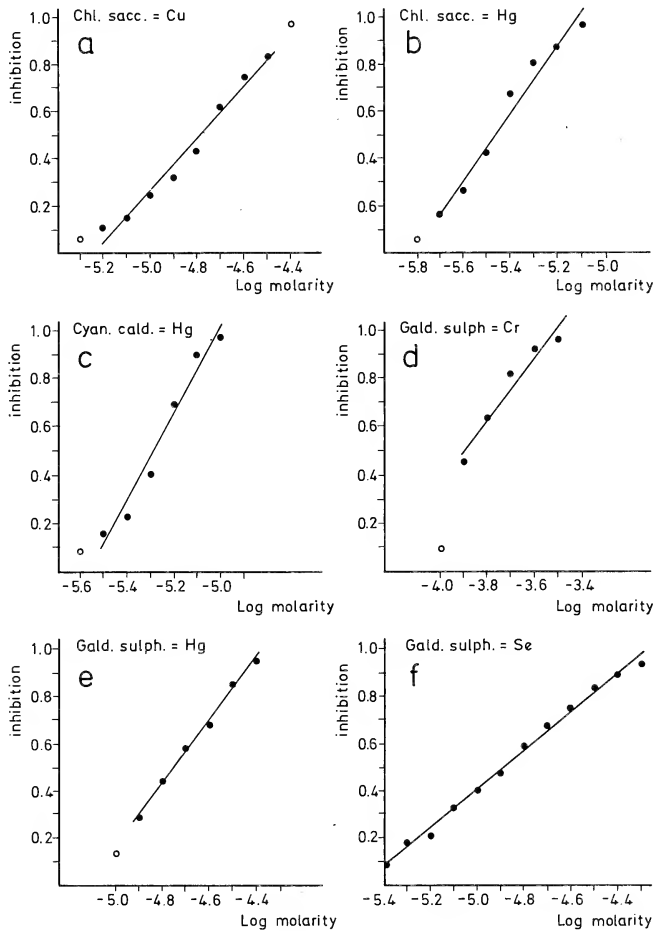 Chl. sacc. = Cu
a
inhibition
1.0
0.8
0.6
0.4
0.2
-5.2 -5.0 -4.8 -4.6 -4.4
Log molarity
Chl. sacc. = Hg
b
inhibition
1.0
0.8
0.6
0.4
0.6
-5.8 -5.6 -5.4 -5.2 -5.0
Log molarity
Cyan. cald. = Hg
c
inhibition
1.0
0.8
0.6
0.4
0.2
-5.6 -5.4 -5.2 -5.0
Log molarity
Gald. sulph = Cr
d
inhibition
1.0
0.8
0.6
0.4
0.2
-4.0 -3.8 -3.6 -3.4
Log molarity
Gald. sulph. = Hg
e
inhibition
1.0
0.8
0.6
0.4
0.2
-5.0 -4.8 -4.6 -4.4
Log molarity
Gald. sulph. = Se
f
inhibition
1.0
0.8
0.6
0.4
0.2
-5.4 -5.2 -5.0 -4.8 -4.6 -4.4
Log molarity